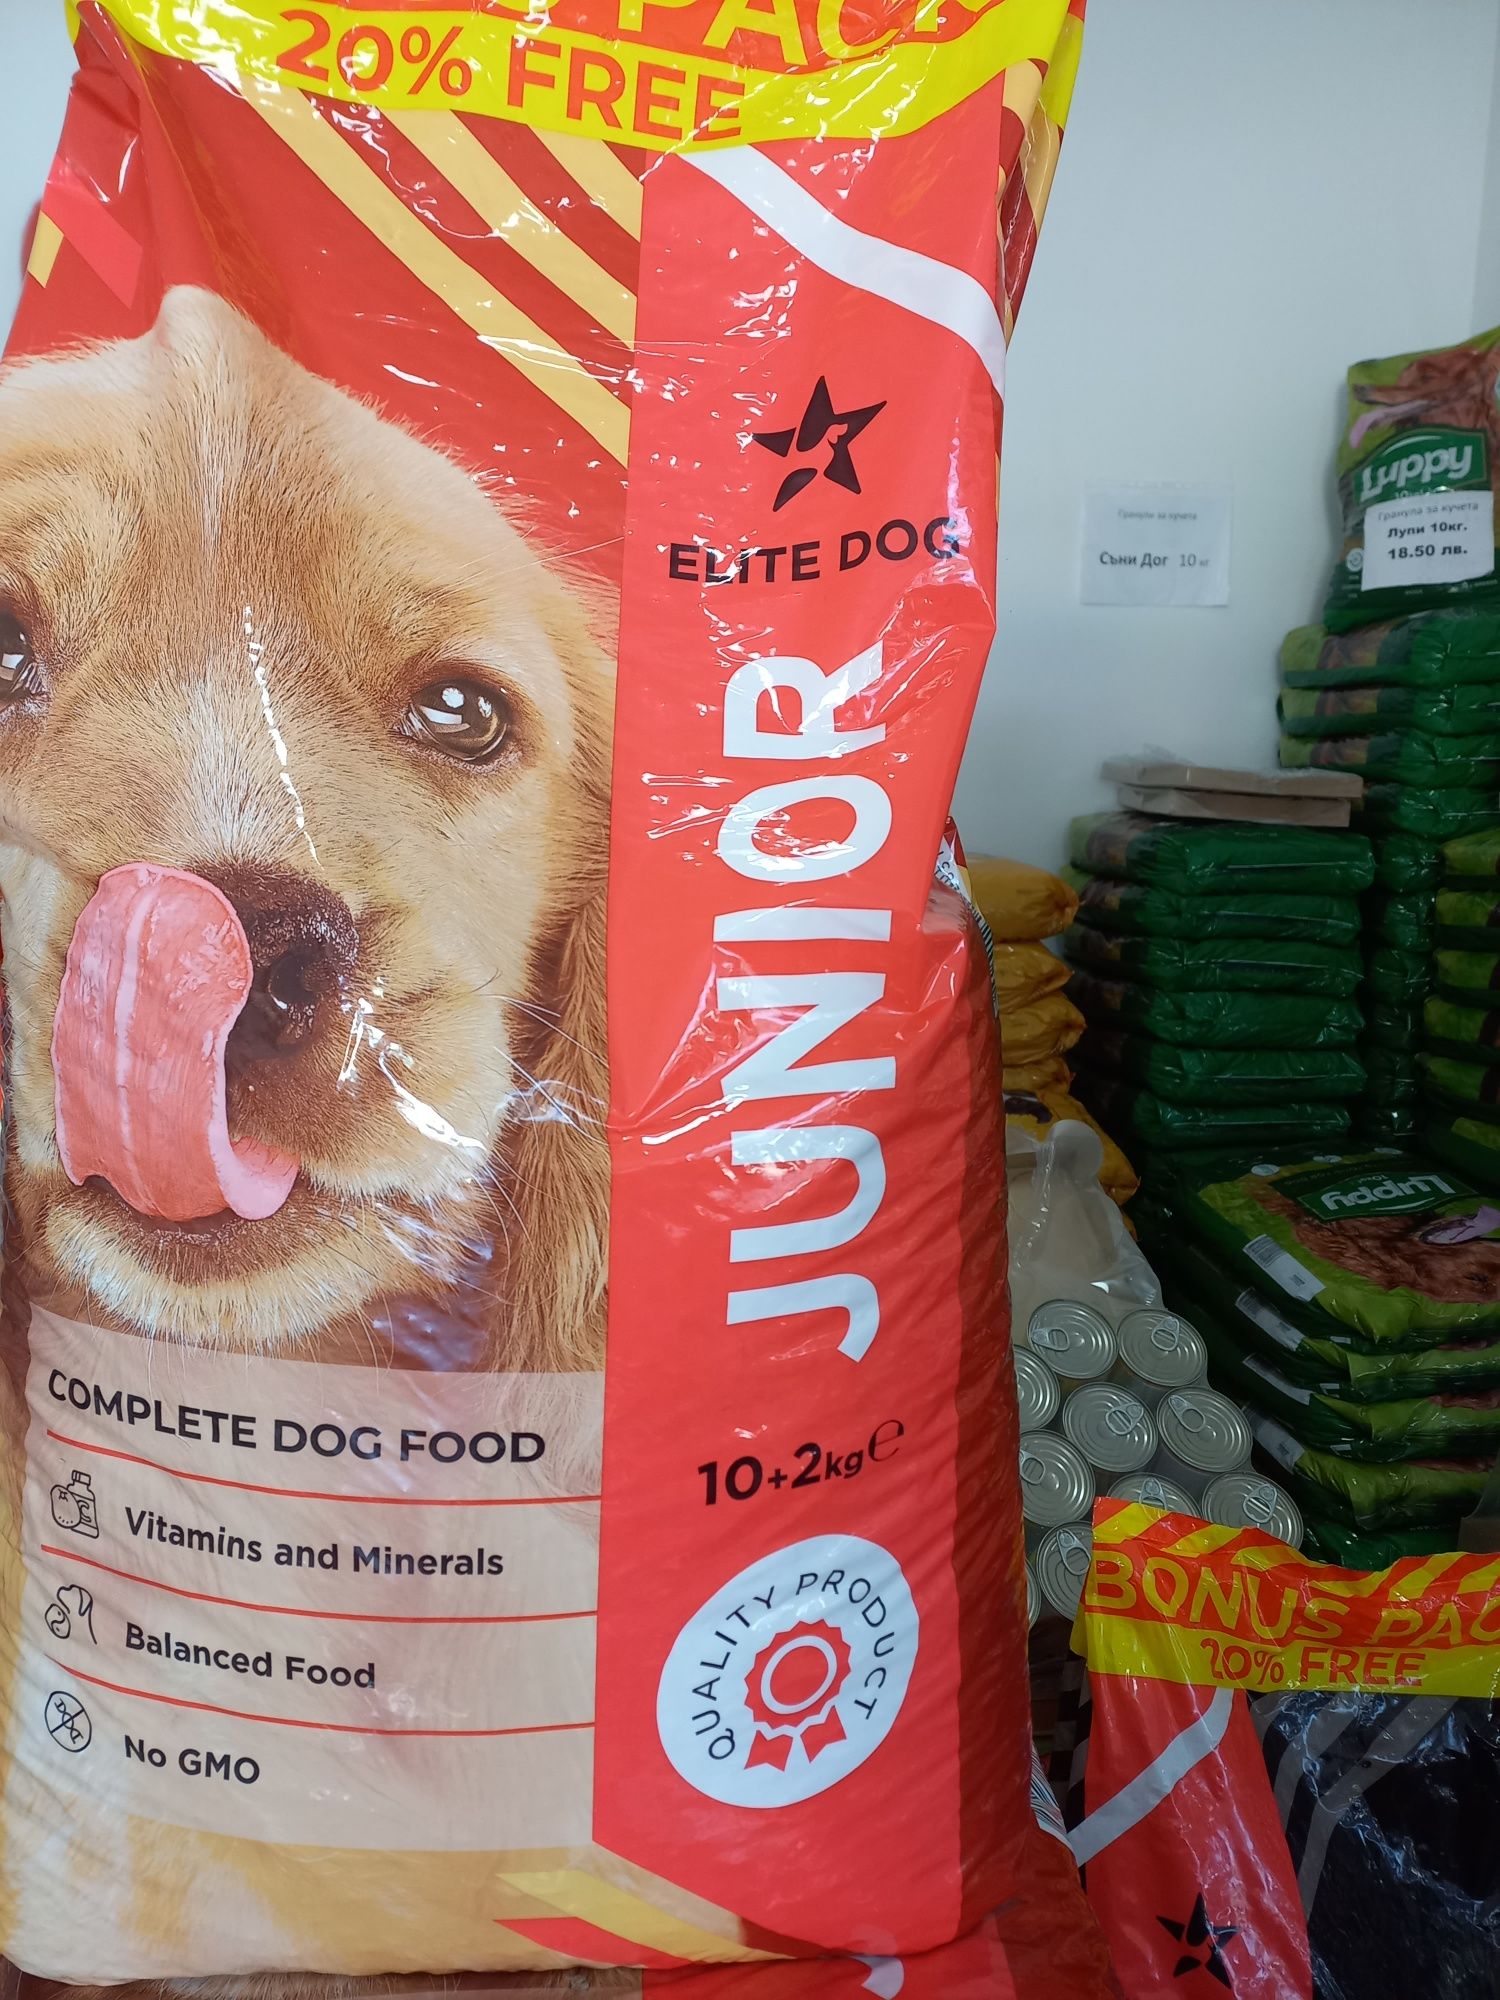 20% FREE
ELITE DOG
JUNIOR
10+2kg℮
QUALITY PRODUCT
COMPLETE DOG FOOD
Vitamins and Minerals
Balanced Food
No GMO
Гранули за кучета
Съни Дог 10 кг
Luppy
Гранула за кучета
Лупи 10кг.
18.50 лв.
Luppy
BONUS PAC
20% FREE